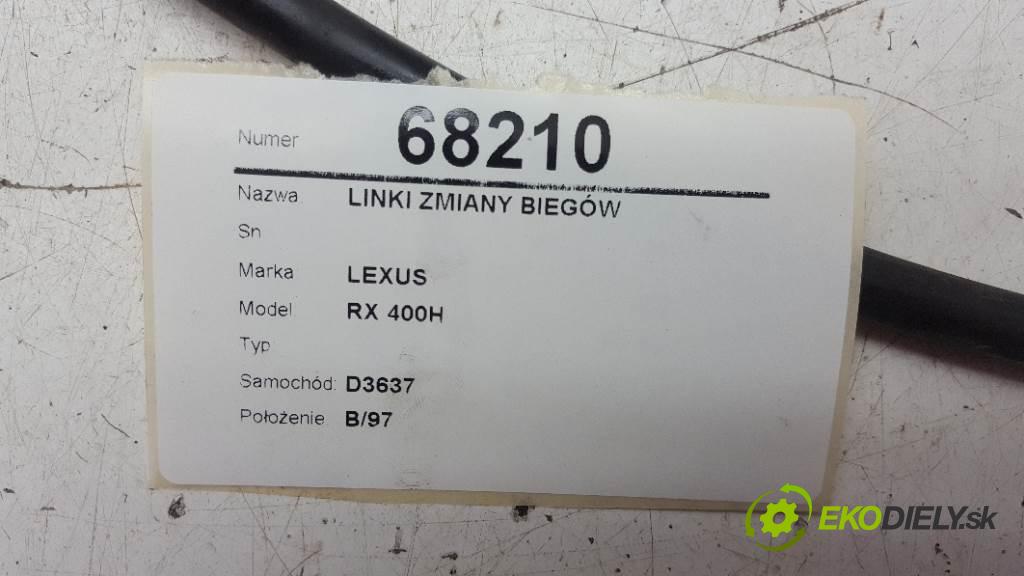 Numer 68210
Nazwa LINKI ZMIANY BIEGÓW
Sn
Marka LEXUS
Model RX 400H
Typ
Samochód: D3637
Położenie B/97
EKODIELY.sk